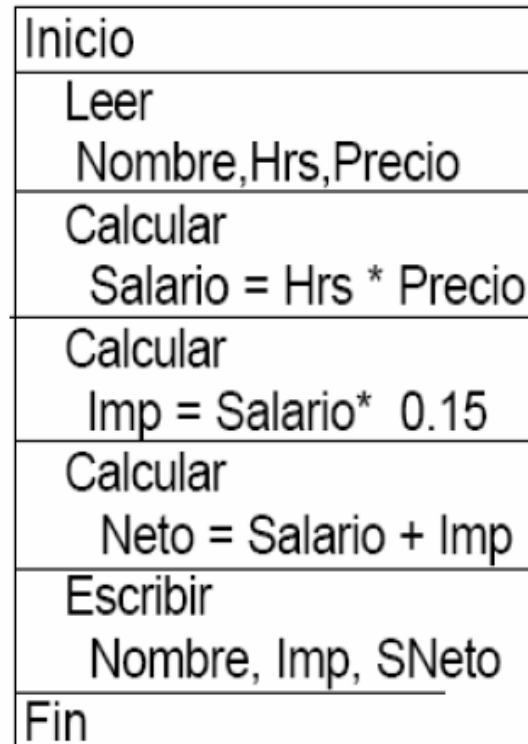 Inicio
Leer
Nombre,Hrs,Precio
Calcular
Salario = Hrs * Precio
Calcular
Imp = Salario* 0.15
Calcular
Neto = Salario + Imp
Escribir
Nombre, Imp, SNeto
Fin